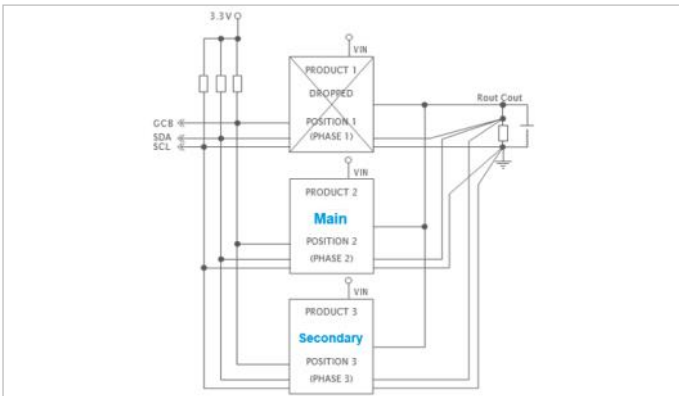 3.3V
VIN
PRODUCT 1
DROPPED
POSITION 1
(PHASE 1)
GCB
SDA
SCL
Rout Cout
VIN
PRODUCT 2
Main
POSITION 2
(PHASE 2)
VIN
PRODUCT 3
Secondary
POSITION 3
(PHASE 3)